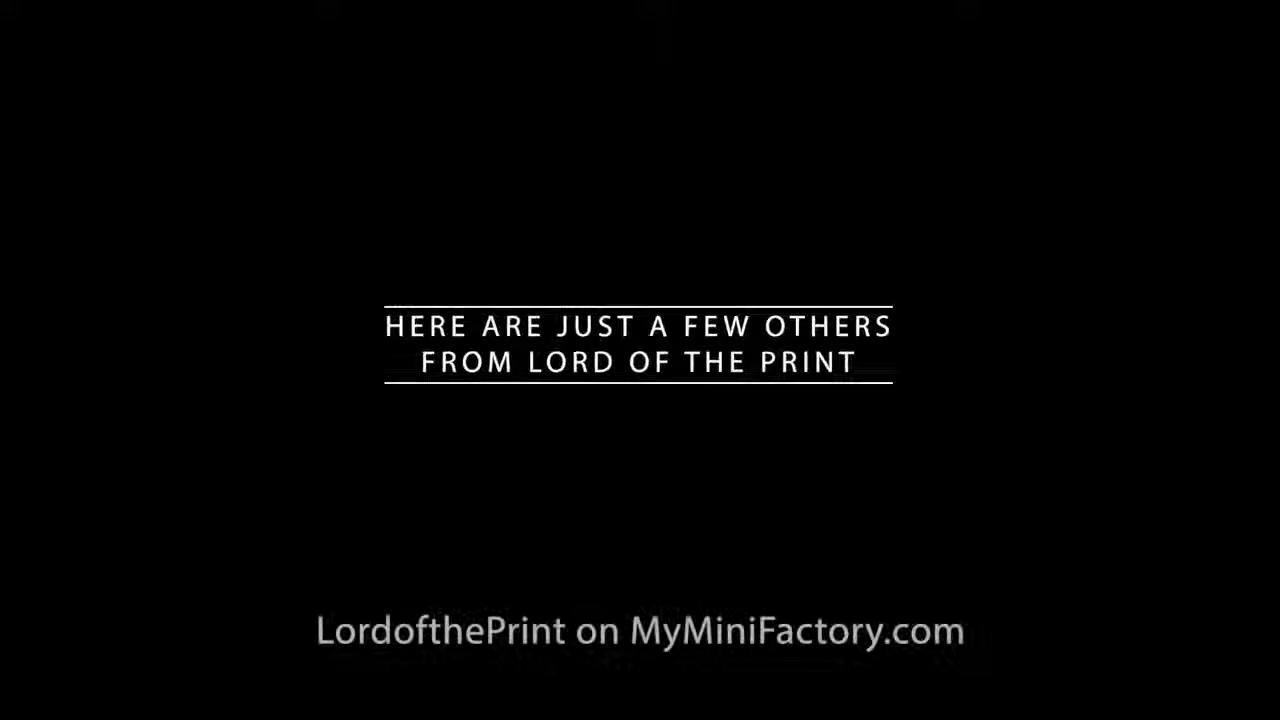 HERE ARE JUST A FEW OTHERS
FROM LORD OF THE PRINT
LordofthePrint on MyMiniFactory.com